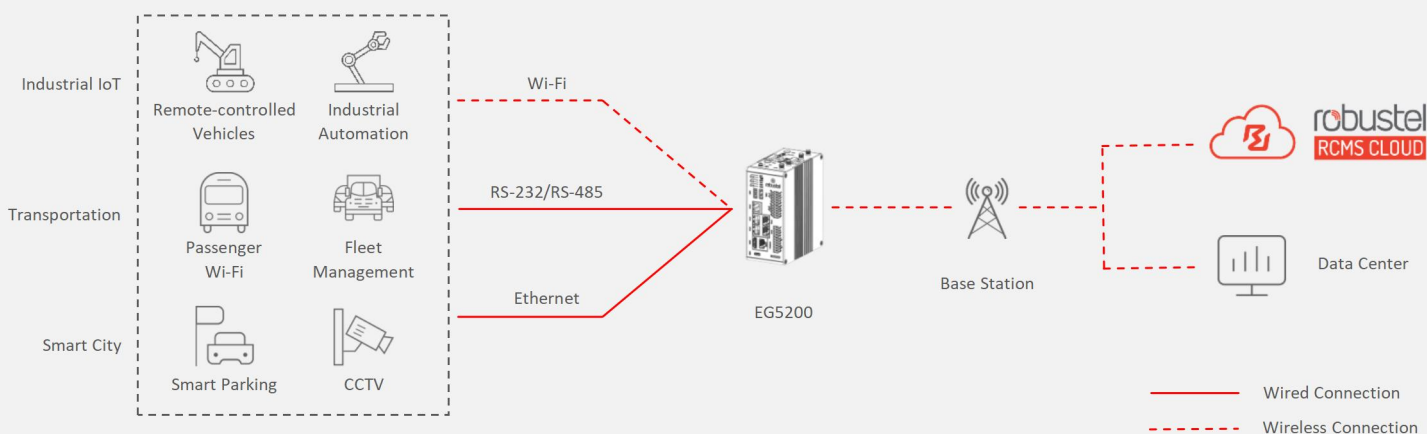 Industrial IoT
Remote-controlled
Vehicles
Industrial
Automation
Transportation
Passenger
Wi-Fi
Fleet
Management
Smart City
Smart Parking
CCTV
Wi-Fi
RS-232/RS-485
Ethernet
EG5200
Base Station
robustel
RCMS CLOUD
Data Center
Wired Connection
Wireless Connection